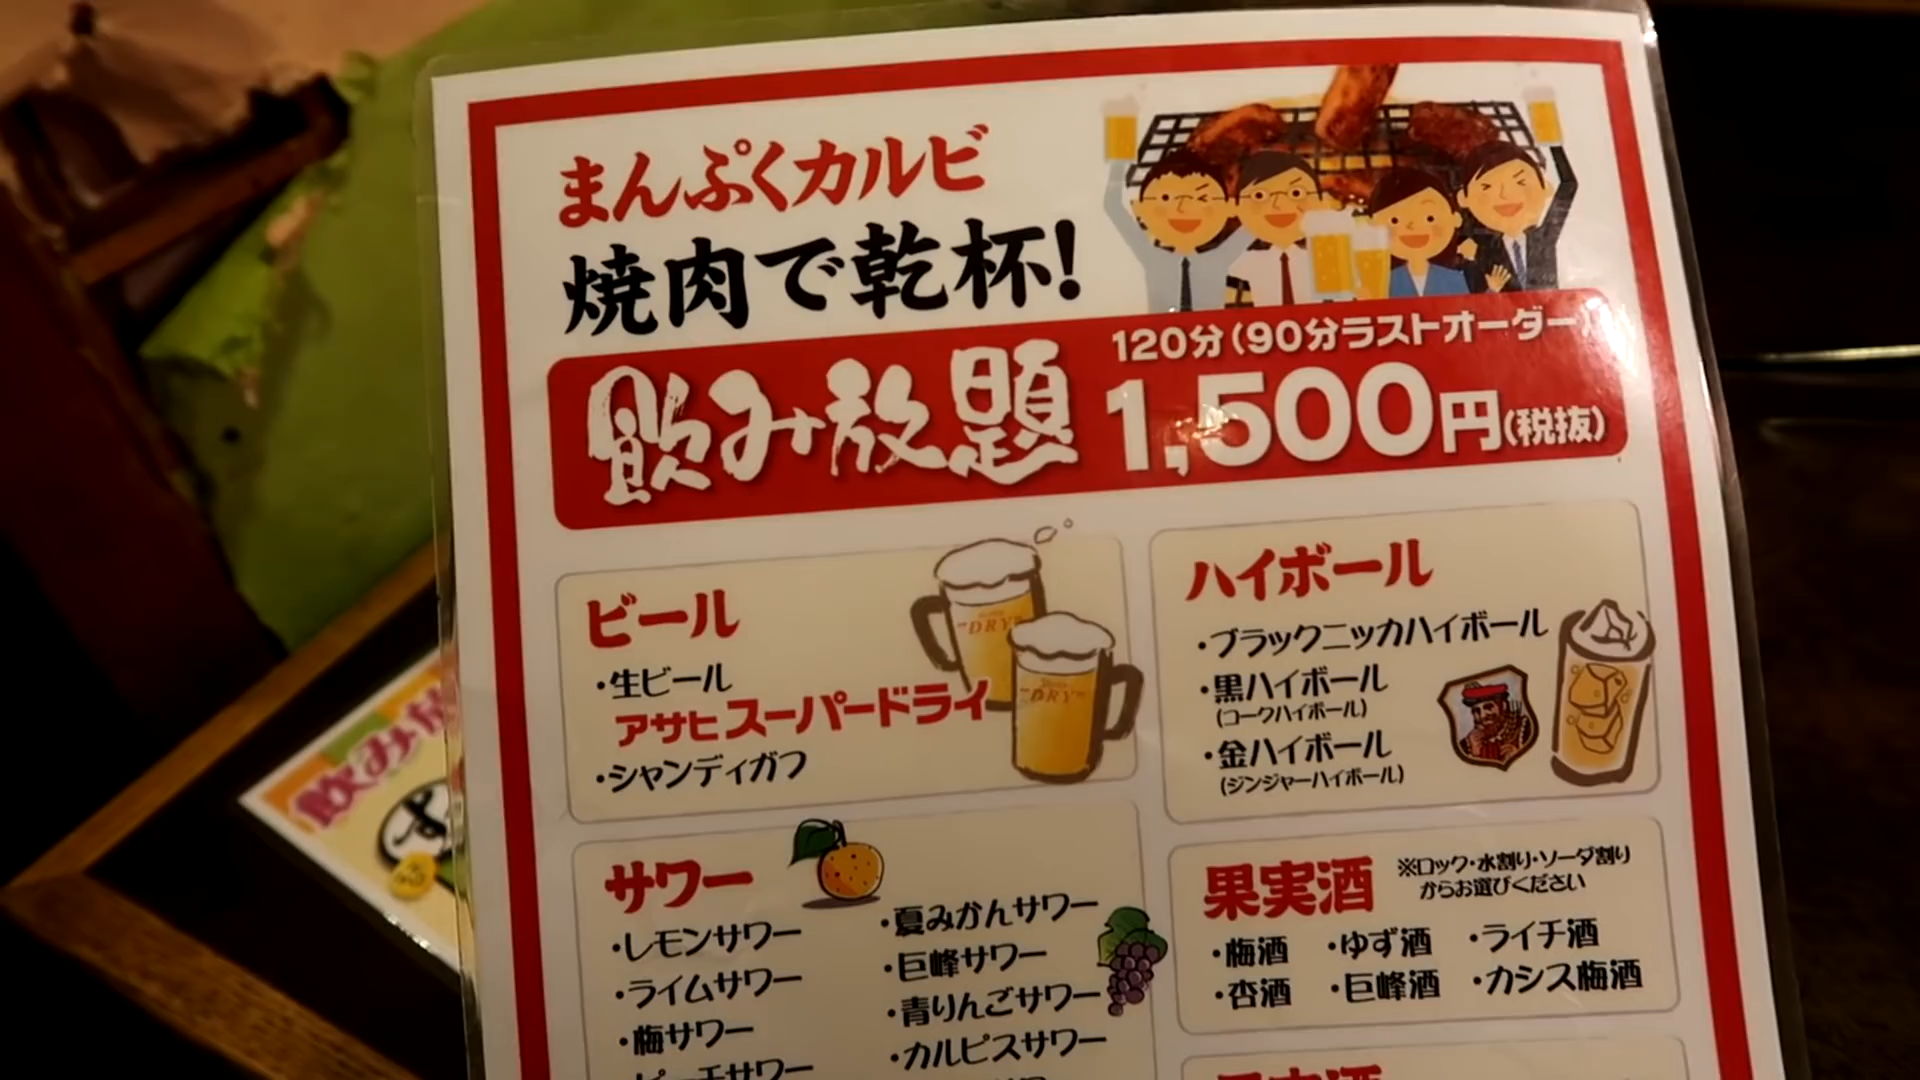 まんぷくカルビ
焼肉で乾杯!
飲み放題
120分(90分ラストオーダー)
1,500円(税抜)
ビール
・生ビール
アサヒスーパードライ
・シャンディガフ
DRY
DRY
ハイボール
・ブラックニッカハイボール
・黒ハイボール
(コークハイボール)
・金ハイボール
(ジンジャーハイボール)
サワー
・レモンサワー
・ライムサワー
・梅サワー
・夏みかんサワー
・巨峰サワー
・青りんごサワー
・カルピスサワー
果実酒
※ロック・水割り・ソーダ割り
からお選びください
・梅酒 ・ゆず酒 ・ライチ酒
・杏酒 ・巨峰酒 ・カシス梅酒
飲み放